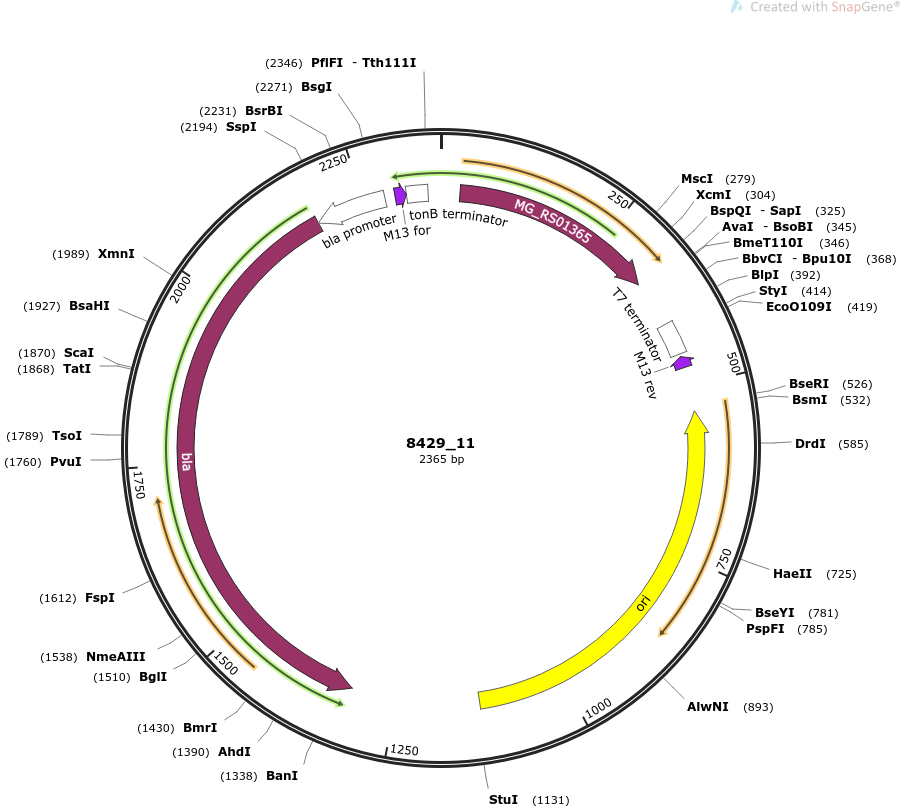 Created with SnapGene®
(2346) PflFI - Tth111I
(2271) BsgI
(2231) BsrBI
(2194) SspI
(1989) XmnI
(1927) BsaHI
(1870) ScaI
(1868) TatI
(1789) TsoI
(1760) PvuI
(1612) FspI
(1538) NmeAIII
(1510) BglI
(1430) BmrI
(1390) AhdI
(1338) BanI
MscI (279)
XcmI (304)
BspQI - SapI (325)
AvaI - BsoBI (345)
BmeT110I (346)
BbvCI - Bpu10I (368)
BlpI (392)
StyI (414)
EcoO109I (419)
BseRI (526)
BsmI (532)
DrdI (585)
HaeII (725)
BseYI (781)
PspFI (785)
AlwNI (893)
StuI (1131)
250
500
750
1000
1250
1500
1750
2000
2250
bla promoter
M13 for
tonB terminator
MG_RS01365
T7 terminator
M13 rev
ori
bla
8429_11
2365 bp